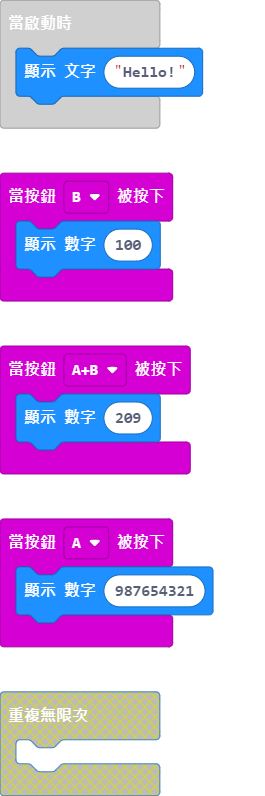 當啟動時
顯示 文字 "Hello!"
當按鈕 B 被按下
顯示 數字 100
當按鈕 A+B 被按下
顯示 數字 209
當按鈕 A 被按下
顯示 數字 987654321
重複無限次